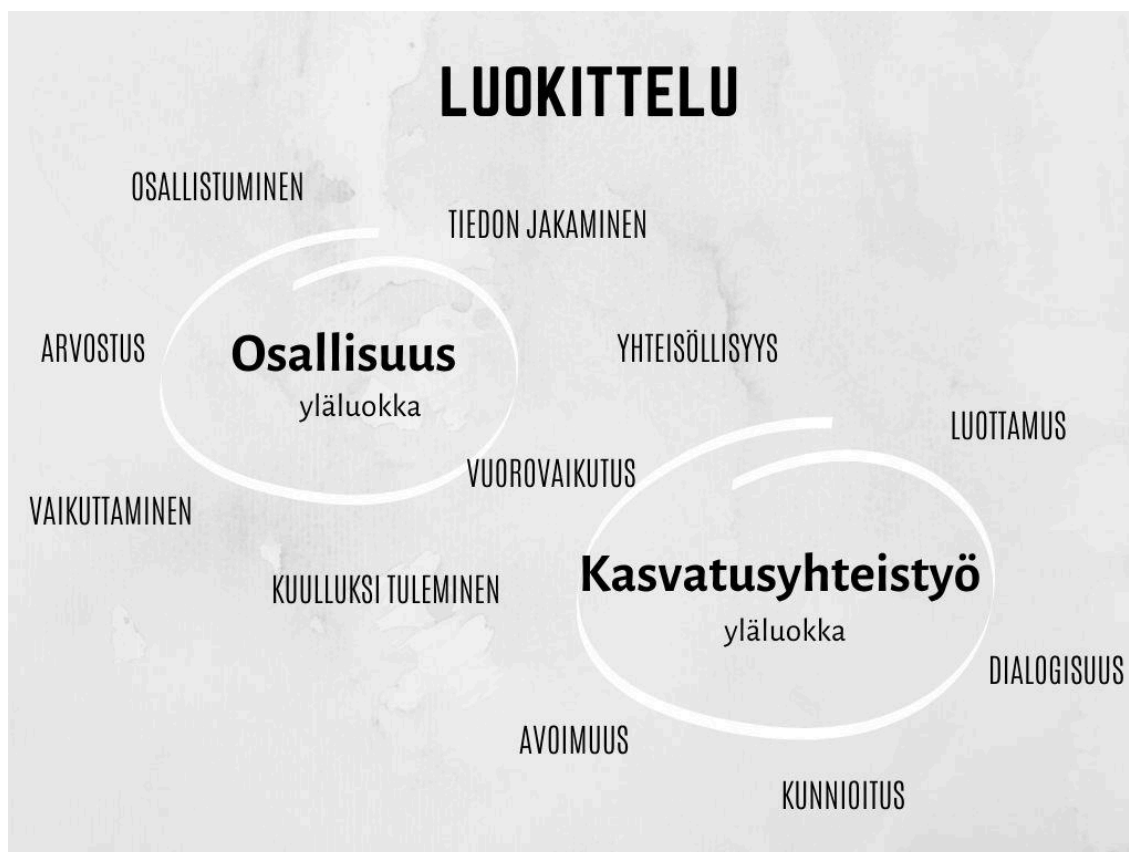 LUOKITTELU
OSALLISTUMINEN
TIEDON JAKAMINEN
ARVOSTUS
Osallisuus
yläluokka
YHTEISÖLLISYYS
LUOTTAMUS
VUOROVAIKUTUS
VAIKUTTAMINEN
KUULLUKSI TULEMINEN
Kasvatusyhteistyö
yläluokka
DIALOGISUUS
AVOIMUUS
KUNNIOITUS